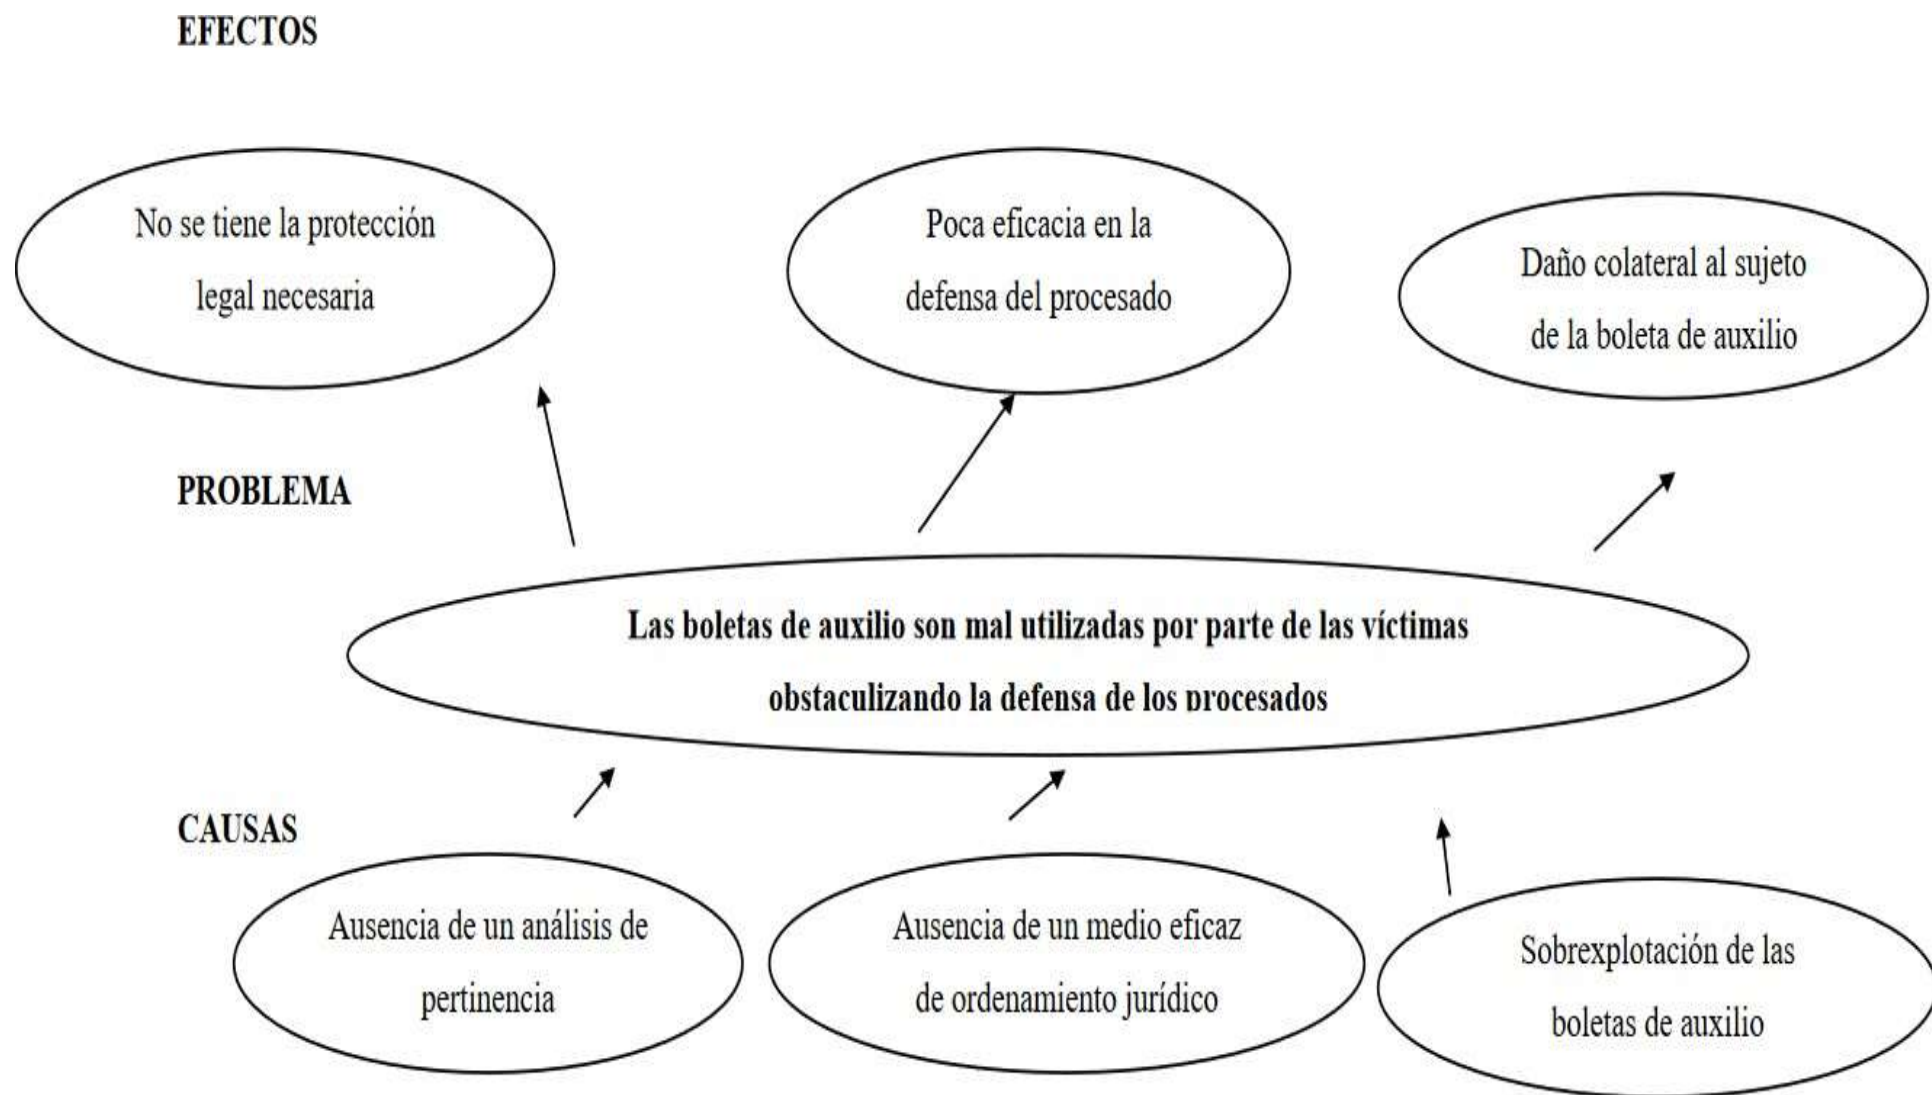 EFECTOS
No se tiene la protección
legal necesaria
Poca eficacia en la
defensa del procesado
Daño colateral al sujeto
de la boleta de auxilio
PROBLEMA
Las boletas de auxilio son mal utilizadas por parte de las víctimas
obstaculizando la defensa de los procesados
CAUSAS
Ausencia de un análisis de
pertinencia
Ausencia de un medio eficaz
de ordenamiento jurídico
Sobrexplotación de las
boletas de auxilio